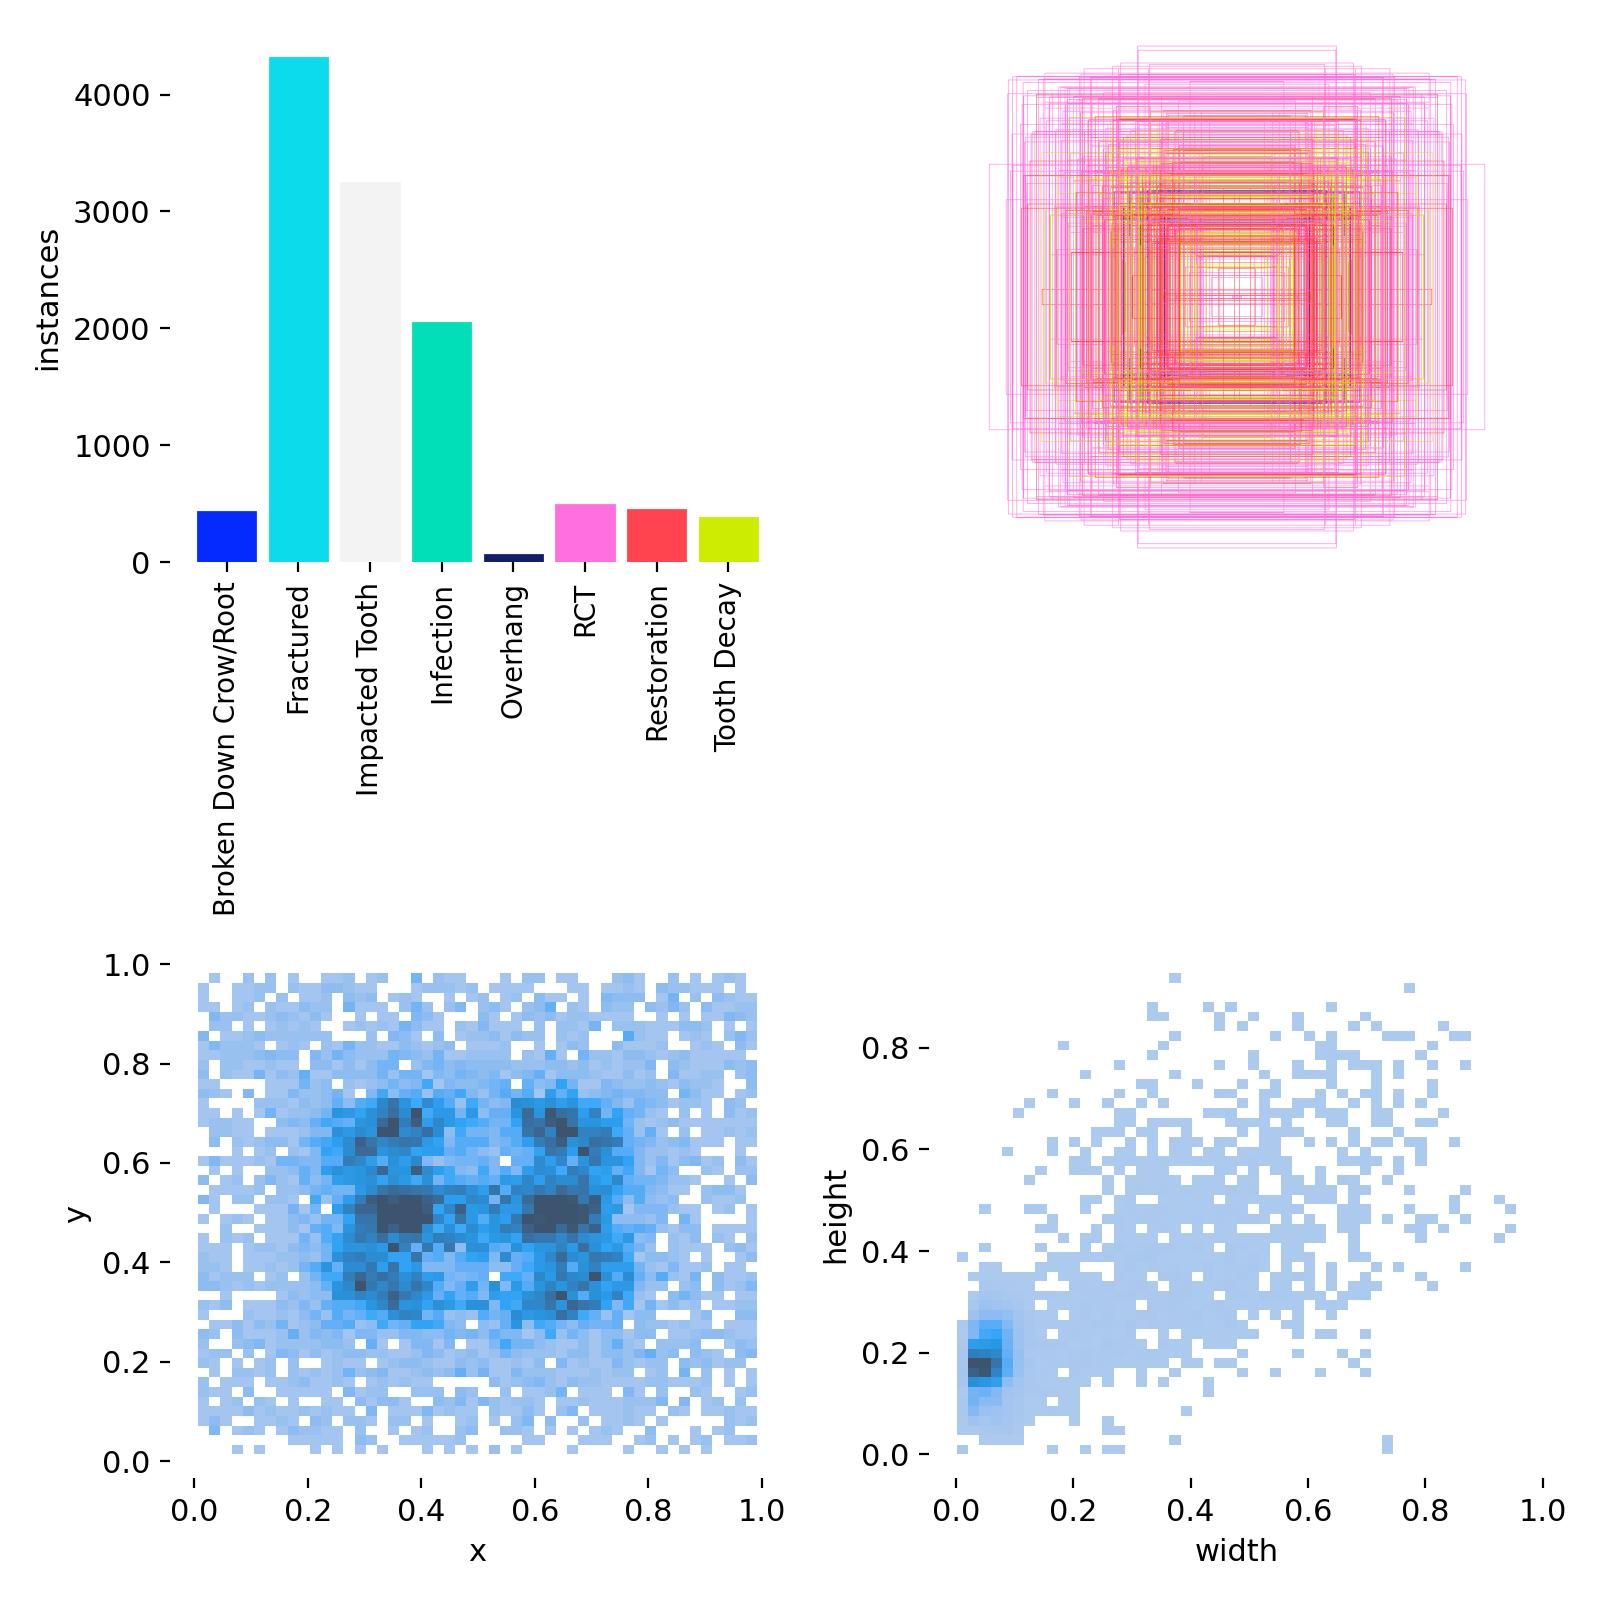 instances
4000
3000
2000
1000
0
Broken Down Crow/Root
Fractured
Impacted Tooth
Infection
Overhang
RCT
Restoration
Tooth Decay
y
1.0
0.8
0.6
0.4
0.2
0.0
0.0 0.2 0.4 0.6 0.8 1.0
x
height
0.8
0.6
0.4
0.2
0.0
0.0 0.2 0.4 0.6 0.8 1.0
width